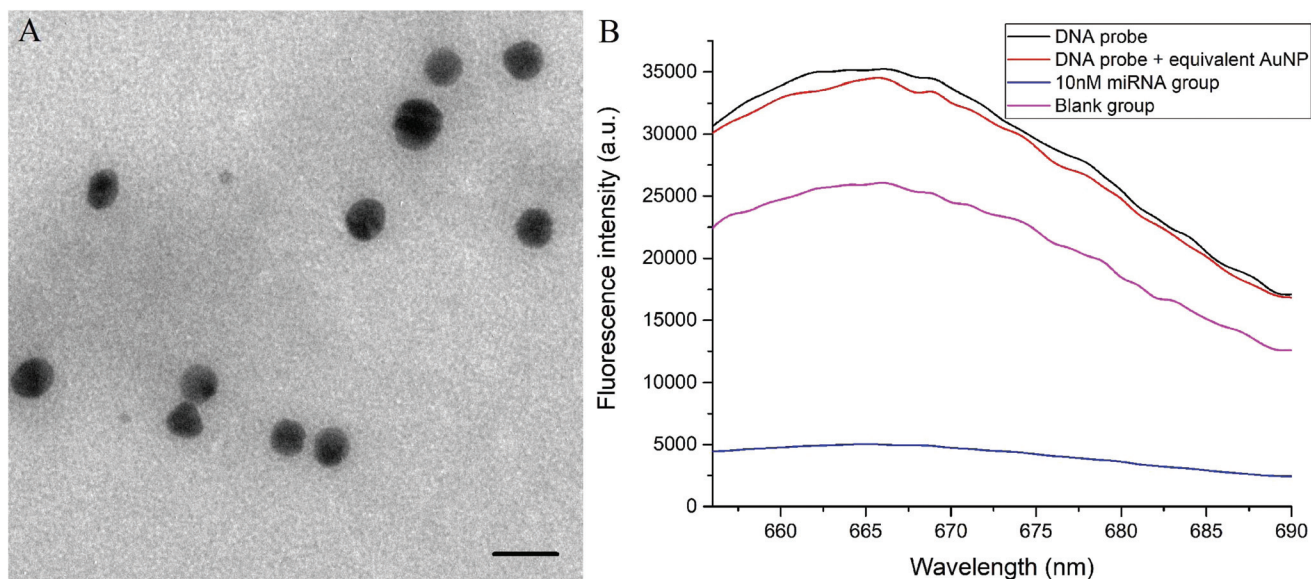 A
B
DNA probe
DNA probe + equivalent AuNP
10nM miRNA group
Blank group
35000
30000
25000
20000
15000
10000
5000
0
Fluorescence intensity (a.u.)
660 665 670 675 680 685 690
Wavelength (nm)